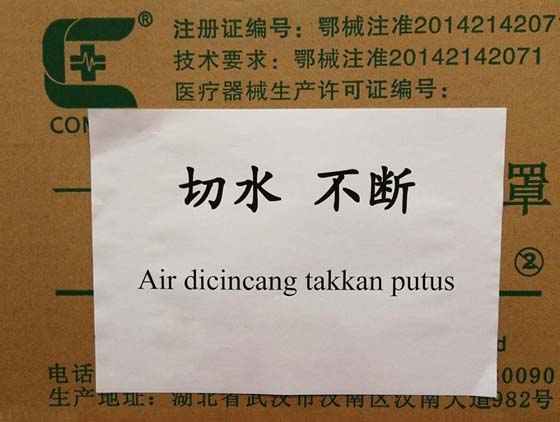 ®
注册证编号：鄂械注准20142142071
技术要求：鄂械注准20142142071
医疗器械生产许可证编号：
CON
切水 不断
罩
Air dicincang takkan putus
电话
0090
生产地址：湖北省武汉市汉南区汉南大道982号